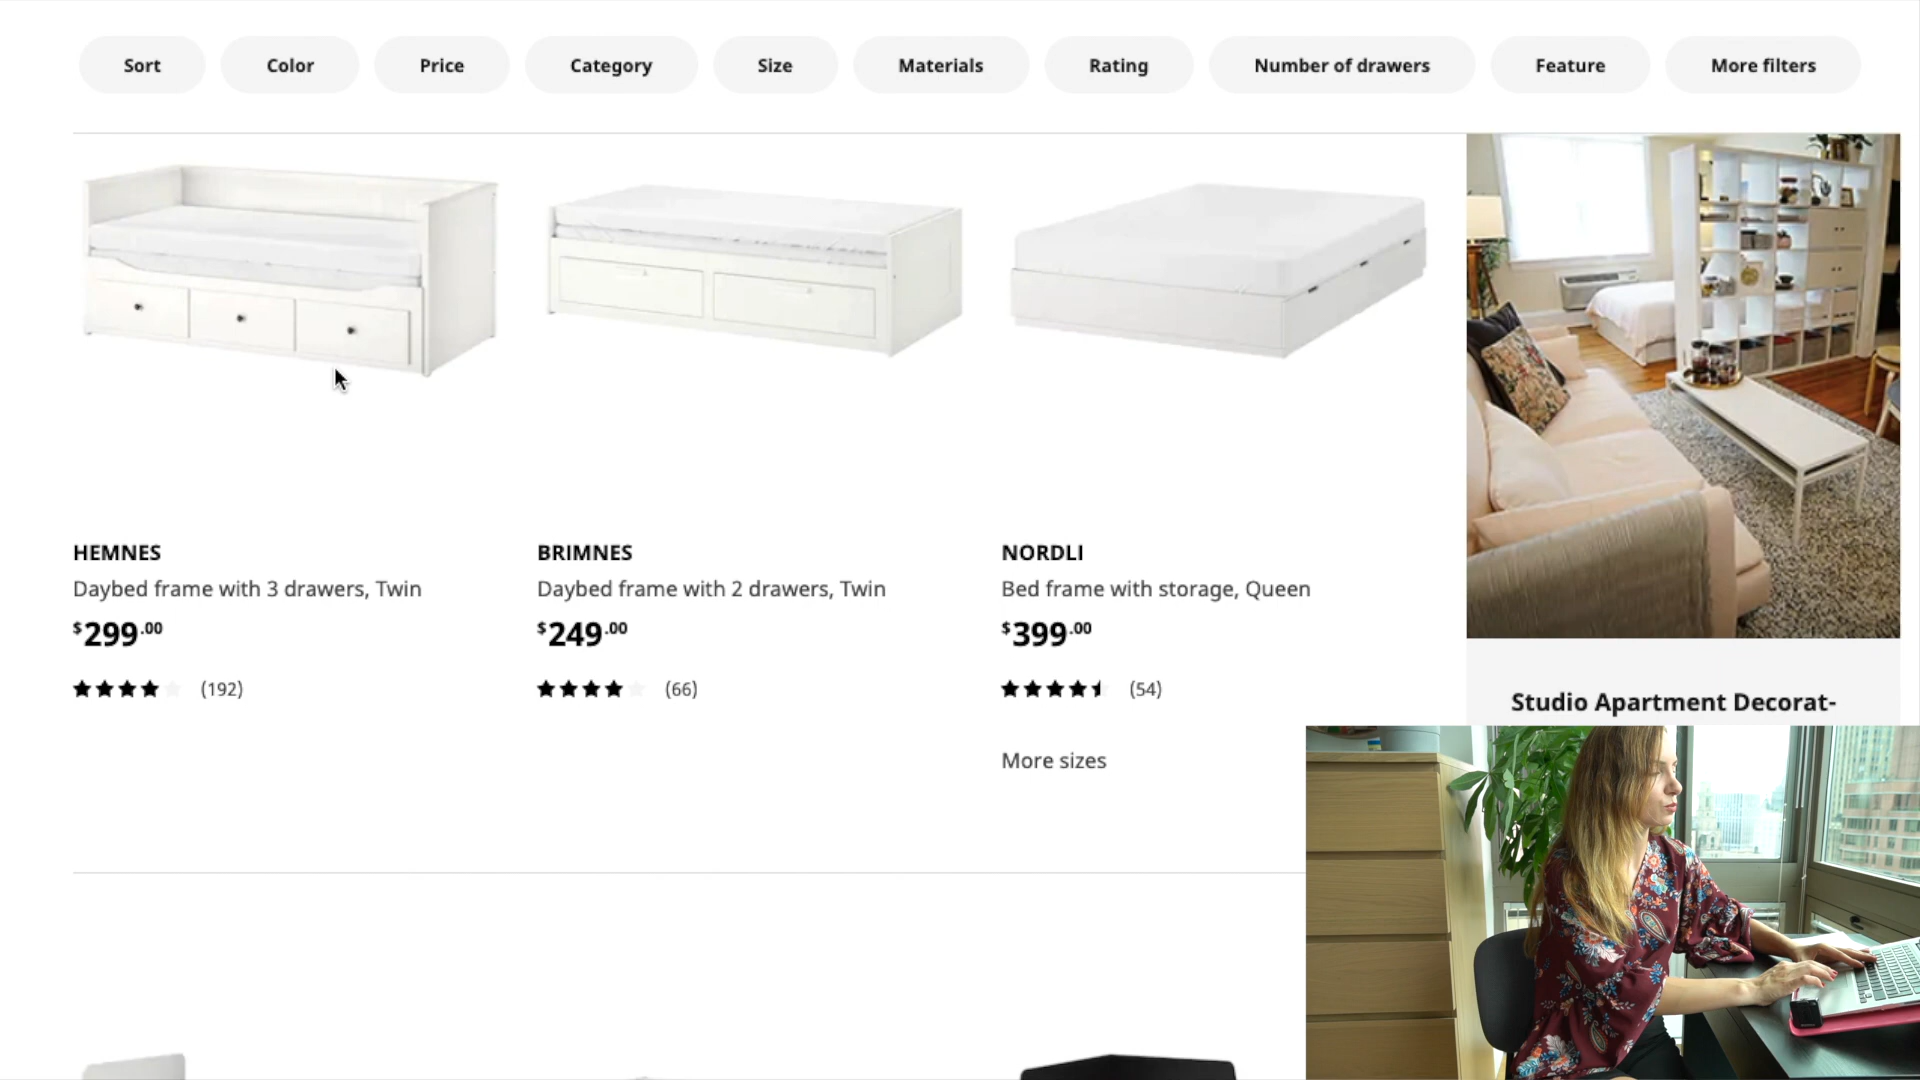 Sort Color Price Category Size Materials Rating Number of drawers Feature More filters
HEMNES
Daybed frame with 3 drawers, Twin
$299.00
(192)
BRIMNES
Daybed frame with 2 drawers, Twin
$249.00
(66)
NORDLI
Bed frame with storage, Queen
$399.00
(54)
More sizes
Studio Apartment Decorat-